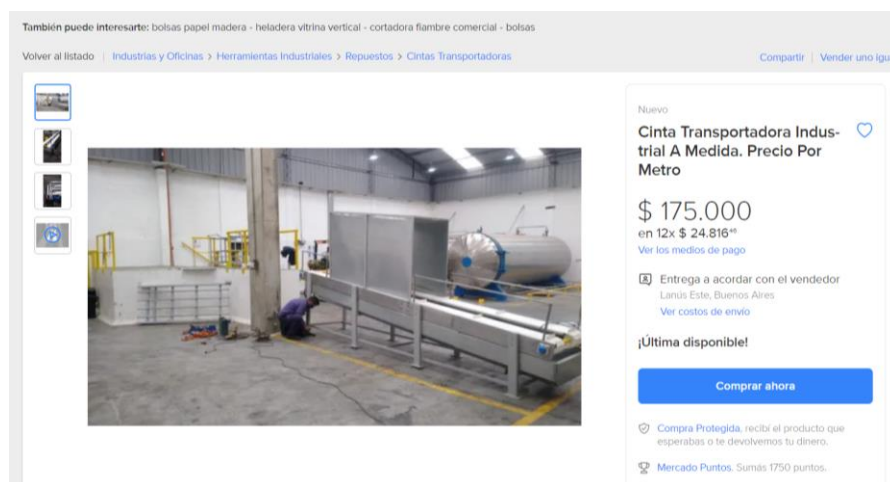 También puede interesarte: bolsas papel madera - heladera vitrina vertical - cortadora fiambre comercial - bolsas
Volver al listado | Industrias y Oficinas > Herramientas Industriales > Repuestos > Cintas Transportadoras
Compartir | Vender uno igu
Nuevo
Cinta Transportadora Indus-
trial A Medida. Precio Por
Metro
$ 175.000
en 12x $ 24.816
Ver los medios de pago
Entrega a acordar con el vendedor
Lanús Este, Buenos Aires
Ver costos de envío
¡Última disponible!
Comprar ahora
Compra Protegida, recibí el producto que
esperabas o te devolvemos tu dinero.
Mercado Puntos. Sumás 1750 puntos.